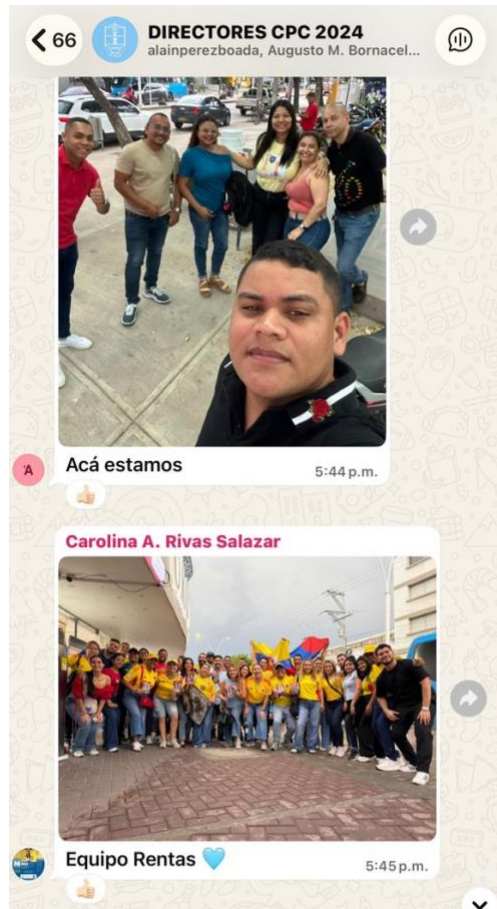 66
DIRECTORES CPC 2024
alainperezboada, Augusto M. Bornacel...
Acá estamos
5:44 p.m.
Carolina A. Rivas Salazar
Equipo Rentas 🩵
5:45 p.m.